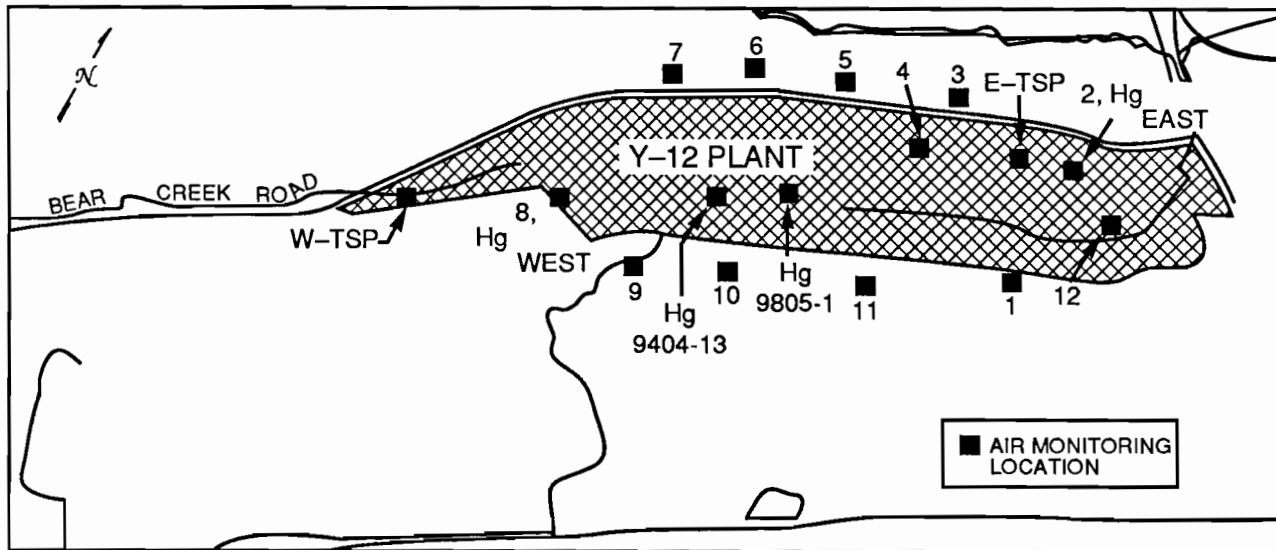 N
7
6
5
4
3
E–TSP
2, Hg
EAST
Y–12 PLANT
BEAR CREEK ROAD
W–TSP
8,
Hg
WEST
9
Hg
9404-13
10
Hg
9805-1
11
1
12
AIR MONITORING
LOCATION